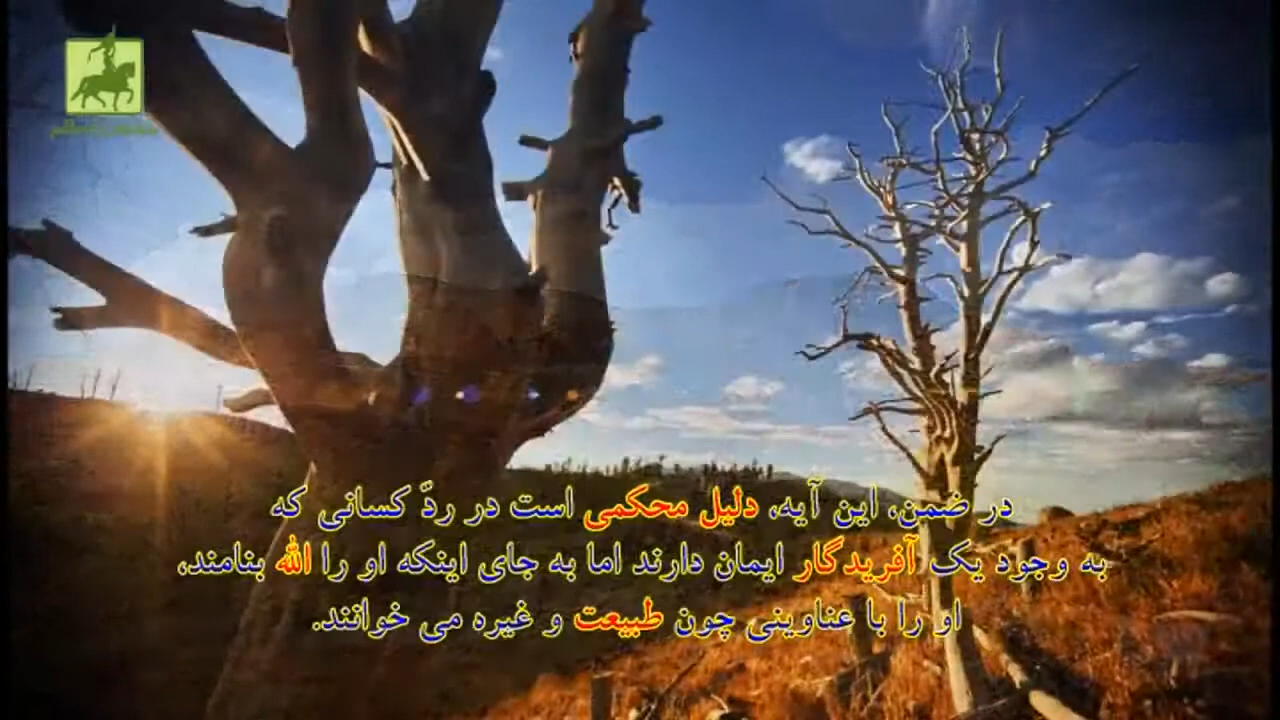 در ضمن، این آیه، دلیل محکمی است در ردّ کسانی که
به وجود یک آفریدگار ایمان دارند اما به جای اینکه او را الله بنامند،
او را با عناوینی چون طبیعت و غیره می خوانند.